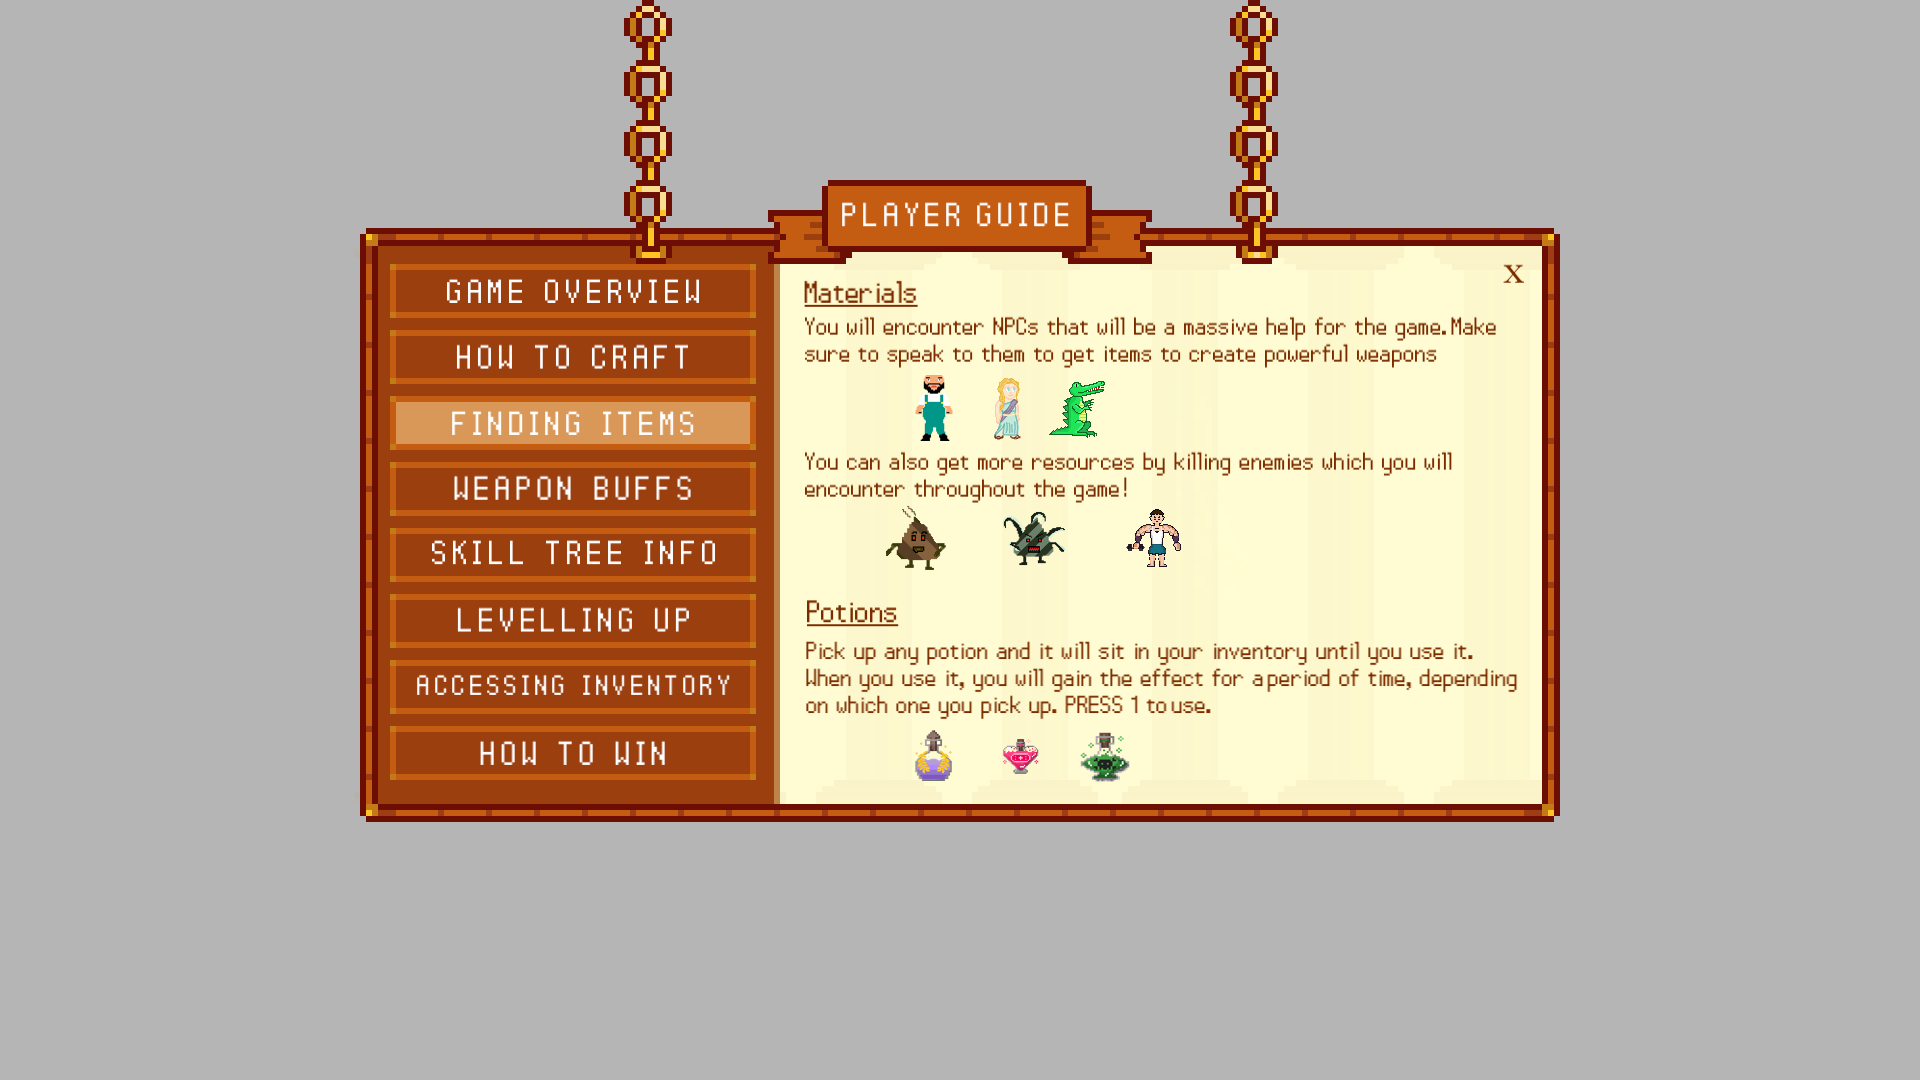 PLAYER GUIDE
GAME OVERVIEW
HOW TO CRAFT
FINDING ITEMS
WEAPON BUFFS
SKILL TREE INFO
LEVELLING UP
ACCESSING INVENTORY
HOW TO WIN
X
Materials
You will encounter NPCs that will be a massive help for the game. Make
sure to speak to them to get items to create powerful weapons
You can also get more resources by killing enemies which you will
encounter throughout the game!
Potions
Pick up any potion and it will sit in your inventory until you use it.
When you use it, you will gain the effect for a period of time, depending
on which one you pick up. PRESS 1 to use.